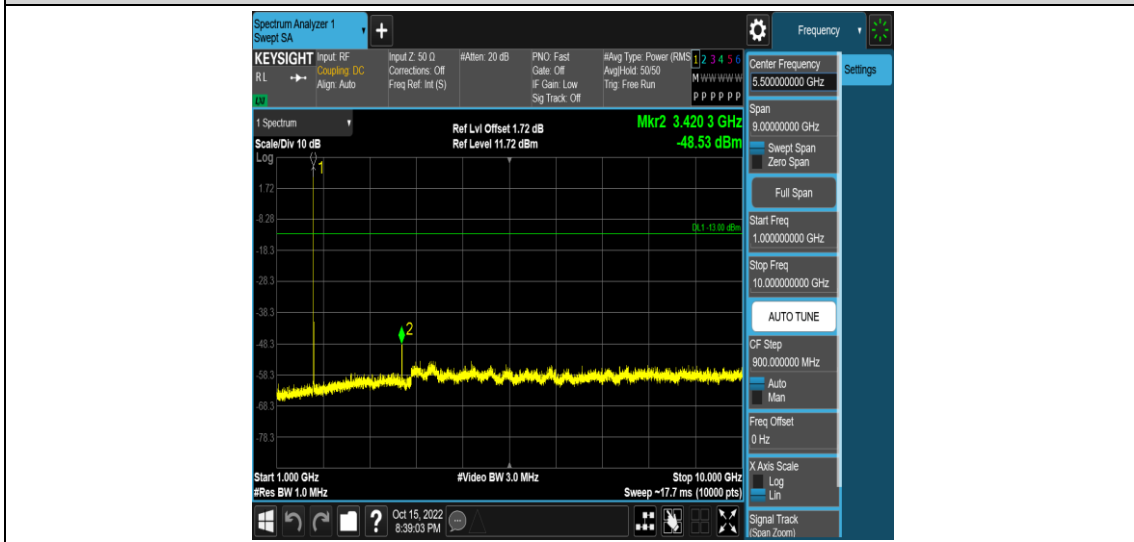 Spectrum Analyzer 1
Swept SA
+
Frequency
KEYSIGHT
RL
LXI
Input: RF
Coupling: DC
Align: Auto
Input Z: 50 Ω
Corrections: Off
Freq Ref: Int (S)
#Atten: 20 dB
PNO: Fast
Gate: Off
IF Gain: Low
Sig Track: Off
#Avg Type: Power (RMS
Avg|Hold: 50/50
Trig: Free Run
1 2 3 4 5 6
M W W W W W
P P P P P P
1 Spectrum
Scale/Div 10 dB
Log
Ref Lvl Offset 1.72 dB
Ref Level 11.72 dBm
Mkr2 3.420 3 GHz
-48.53 dBm
1
1.72
-8.28
DL1 -13.00 dBm
-18.3
-28.3
-38.3
2
-48.3
-58.3
-68.3
-78.3
Start 1.000 GHz
#Res BW 1.0 MHz
#Video BW 3.0 MHz
Stop 10.000 GHz
Sweep ~17.7 ms (10000 pts)
?
Oct 15, 2022
8:39:03 PM
Center Frequency
5.500000000 GHz
Settings
Span
9.00000000 GHz
Swept Span
Zero Span
Full Span
Start Freq
1.000000000 GHz
Stop Freq
10.000000000 GHz
AUTO TUNE
CF Step
900.000000 MHz
Auto
Man
Freq Offset
0 Hz
X Axis Scale
Log
Lin
Signal Track
(Span Zoom)